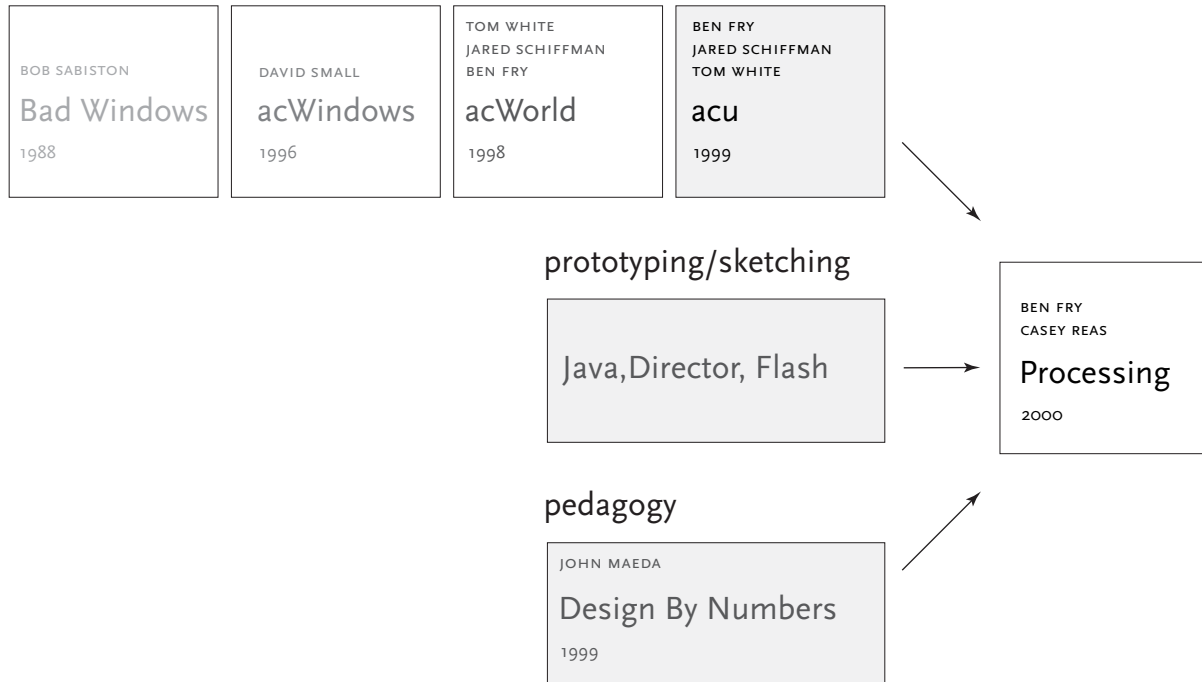 BOB SABISTON
Bad Windows
1988
DAVID SMALL
acWindows
1996
TOM WHITE
JARED SCHIFFMAN
BEN FRY
acWorld
1998
BEN FRY
JARED SCHIFFMAN
TOM WHITE
acu
1999
prototyping/sketching
Java,Director, Flash
BEN FRY
CASEY REAS
Processing
2000
pedagogy
JOHN MAEDA
Design By Numbers
1999